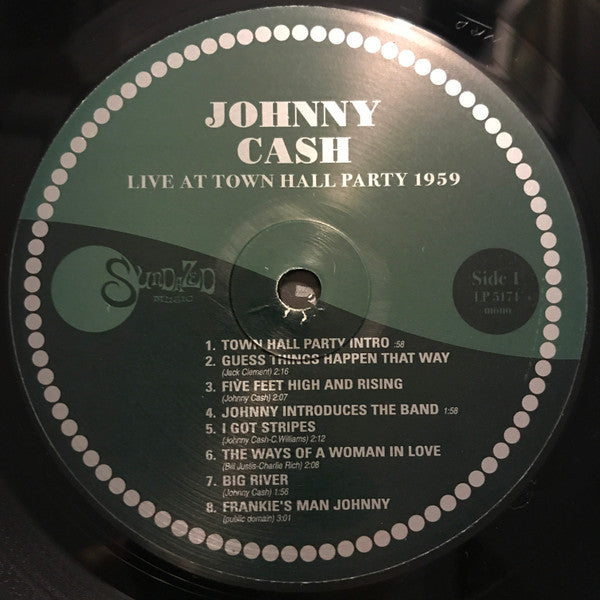 JOHNNY
CASH
LIVE AT TOWN HALL PARTY 1959
SUNDAZED
MUSIC
Side 1
LP 5171
mono
1. TOWN HALL PARTY INTRO :58
2. GUESS THINGS HAPPEN THAT WAY
(Jack Clement) 2:16
3. FIVE FEET HIGH AND RISING
(Johnny Cash) 2:07
4. JOHNNY INTRODUCES THE BAND 1:58
5. I GOT STRIPES
(Johnny Cash-C.Williams) 2:12
6. THE WAYS OF A WOMAN IN LOVE
(Bill Justis-Charlie Rich) 2:08
7. BIG RIVER
(Johnny Cash) 1:56
8. FRANKIE'S MAN JOHNNY
(public domain) 3:01